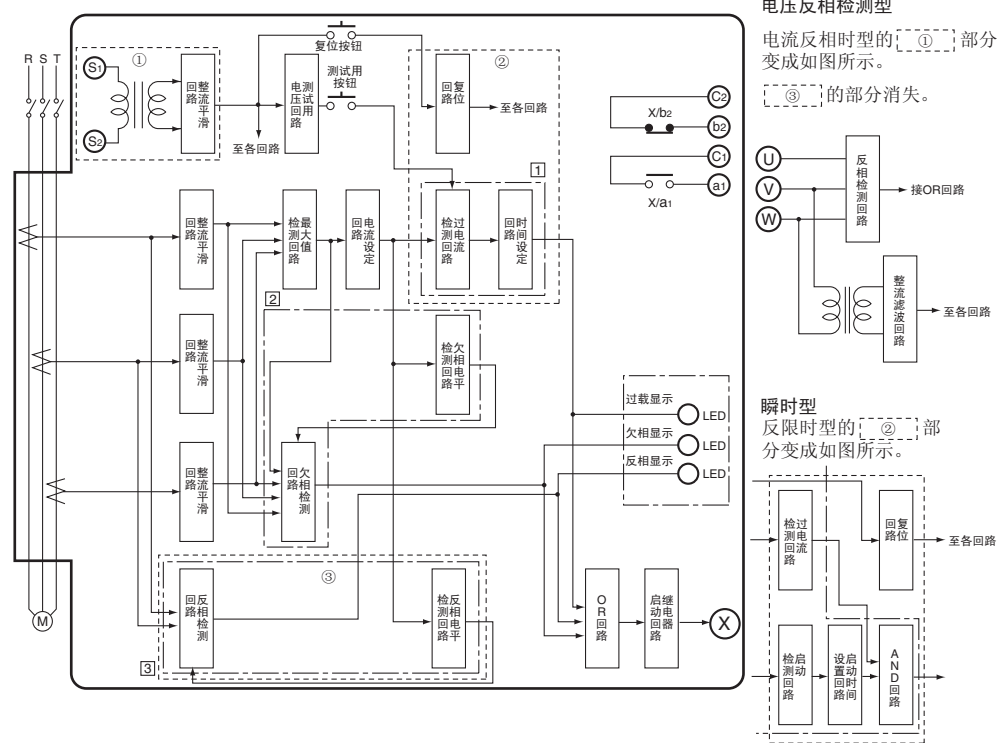 电压反相检测型
电流反相时型的 ① 部分
变成如图所示。
③ 的部分消失。
R S T
S1
S2
①
整流平滑回路
至各回路
复位按钮
测试用电压回路
测试用
按钮
②
复位回路
至各回路
1
过电流检测回路
时间设定回路
整流平滑回路
最大值检测回路
电流设定回路
2
欠相电平检测回路
整流平滑回路
整流平滑回路
欠相检测回路
③
反相检测回路
反相电平检测回路
3
M
C2
X/b2
b2
C1
a1
X/a1
过载显示
LED
欠相显示
LED
反相显示
LED
OR回路
继电器启动回路
X
U
V
W
反相检测回路
接OR回路
整流滤波回路
至各回路
瞬时型
反限时型的 ② 部
分变成如图所示。
过电流检测回路
复位回路
至各回路
启动检测回路
启动时间设置回路
AND回路